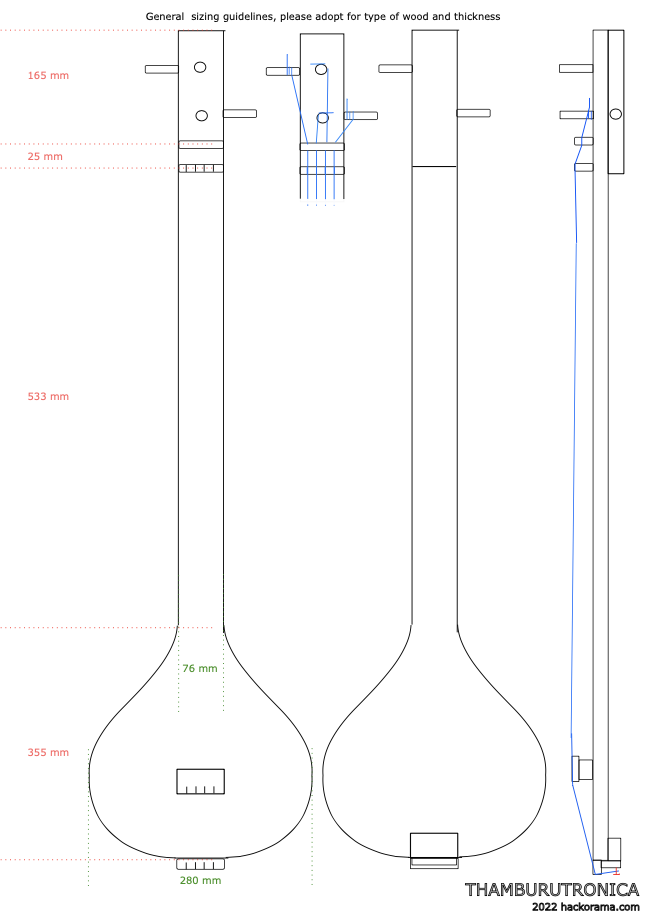 General  sizing guidelines, please adopt for type of wood and thickness
165 mm
25 mm
533 mm
76 mm
355 mm
280 mm
THAMBURUTRONICA
2022 hackorama.com